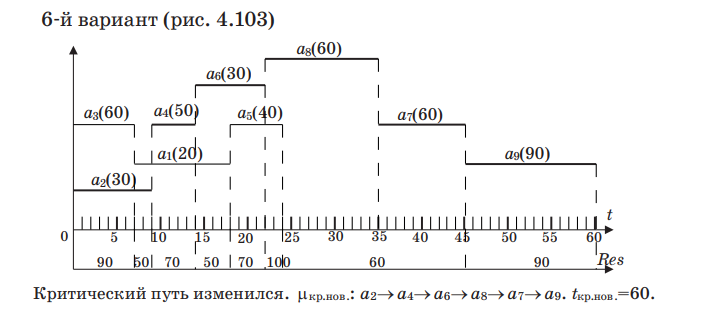 6-й вариант (рис. 4.103)
a8(60)
a6(30)
a3(60) a4(50) a5(40) a7(60)
a1(20) a9(90)
a2(30)
t
0 5 10 15 20 25 30 35 40 45 50 55 60
90 50 70 50 70 100 60 90 Res
Критический путь изменился. μкр.нов.: a2→a4→a6→a8→a7→a9. tкр.нов.=60.